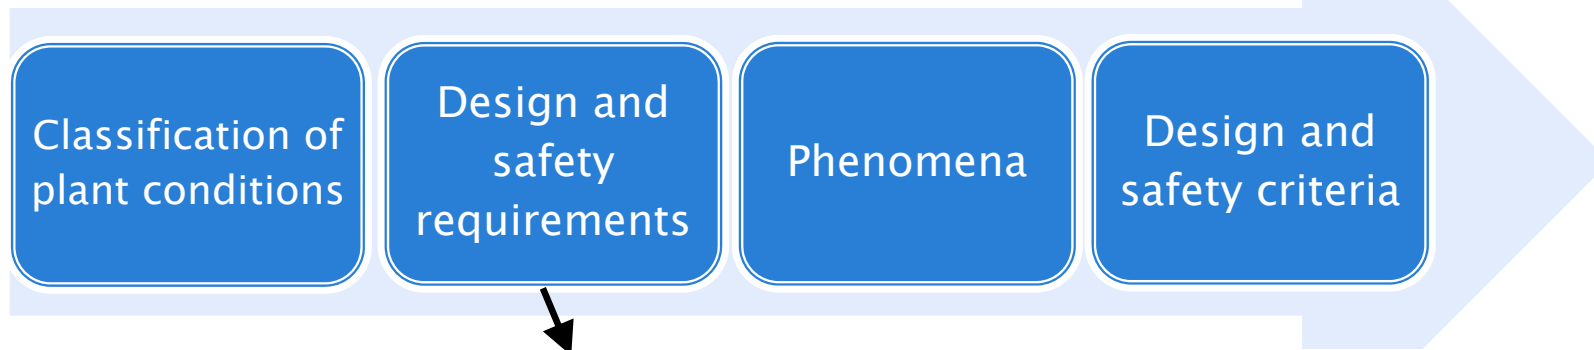 Classification of
plant conditions
Design and
safety
requirements
Phenomena
Design and
safety criteria